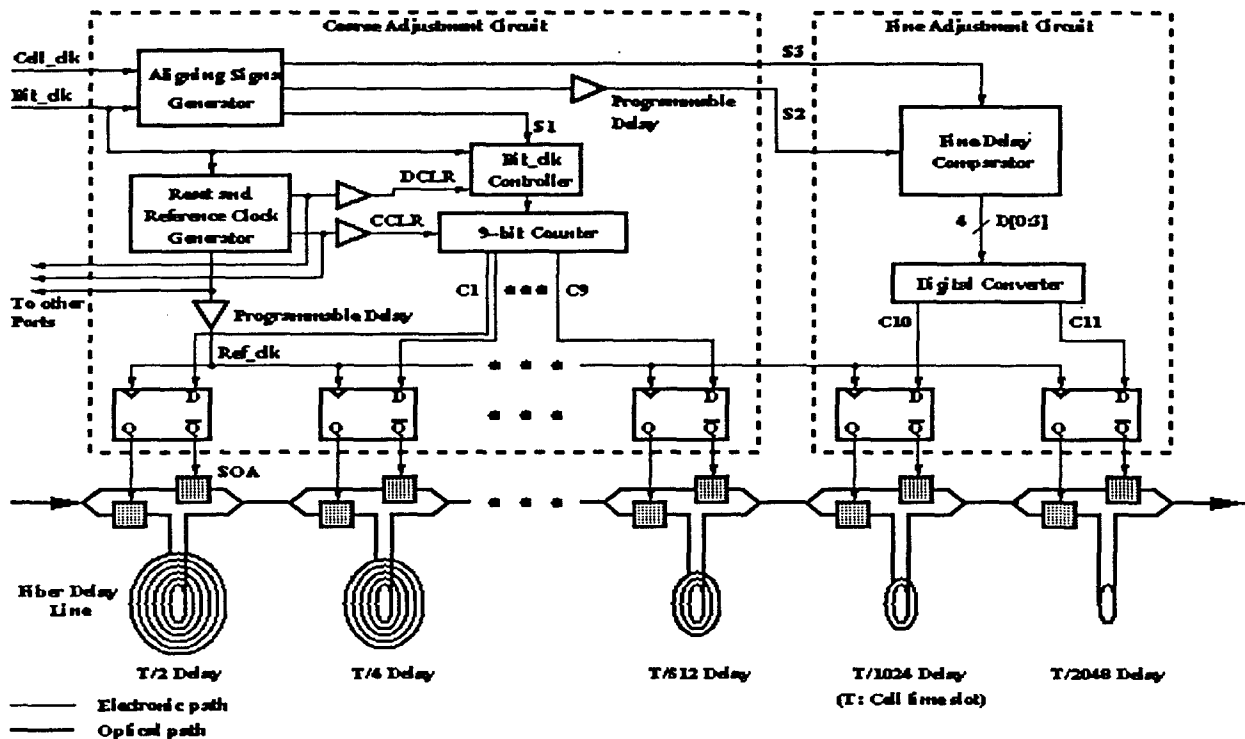 Coarse Adjustment Circuit
Fine Adjustment Circuit
Cell_clk
Bit_clk
Aligning Signs
Generator
S3
Programmable
Delay
S2
S1
Fine Delay
Comparator
Bit_clk
Controller
DCLR
Reset and
Reference Clock
Generator
CCLR
9-bit Counter
4
D[0:3]
To other
Ports
C1
***
C9
Digital Converter
Programmable Delay
C10
C11
Ref_clk
* * *
D
D
D
D
D
* * *
Q
Q
Q
Q
Q
Q
Q
Q
Q
Q
SOA
* * *
Fiber Delay
Line
T/2 Delay
T/4 Delay
T/512 Delay
T/1024 Delay
T/2048 Delay
(T: Cell time slot)
Electronic path
Optical path